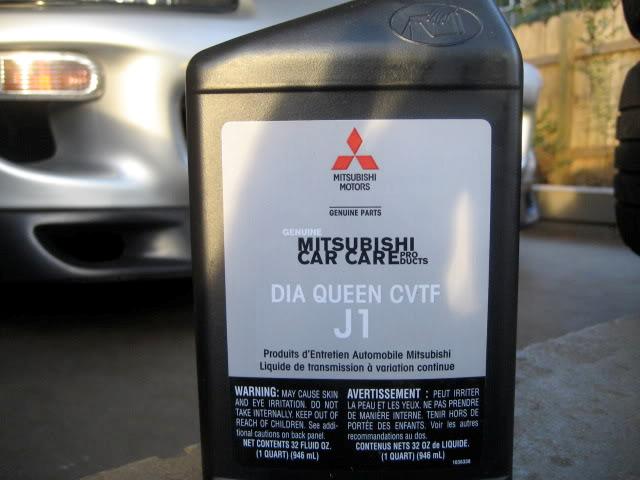 MITSUBISHI
MOTORS
GENUINE PARTS
GENUINE
MITSUBISHI
CAR CARE PRO DUCTS
DIA QUEEN CVTF
J1
Produits d'Entretien Automobile Mitsubishi
Liquide de transmission à variation continue
WARNING: MAY CAUSE SKIN
AND EYE IRRITATION. DO NOT
TAKE INTERNALLY. KEEP OUT OF
REACH OF CHILDREN. See addi-
tional cautions on back panel.
NET CONTENTS 32 FLUID OZ.
(1 QUART) (946 mL)
AVERTISSEMENT : PEUT IRRITER
LA PEAU ET LES YEUX. NE PAS PRENDRE
DE MANIERE INTERNE. TENIR HORS DE
PORTÉE DES ENFANTS. Voir les autres
recommandations au dos.
CONTENUS NETS 32 OZ de LIQUIDE.
(1 QUART) (946 mL)